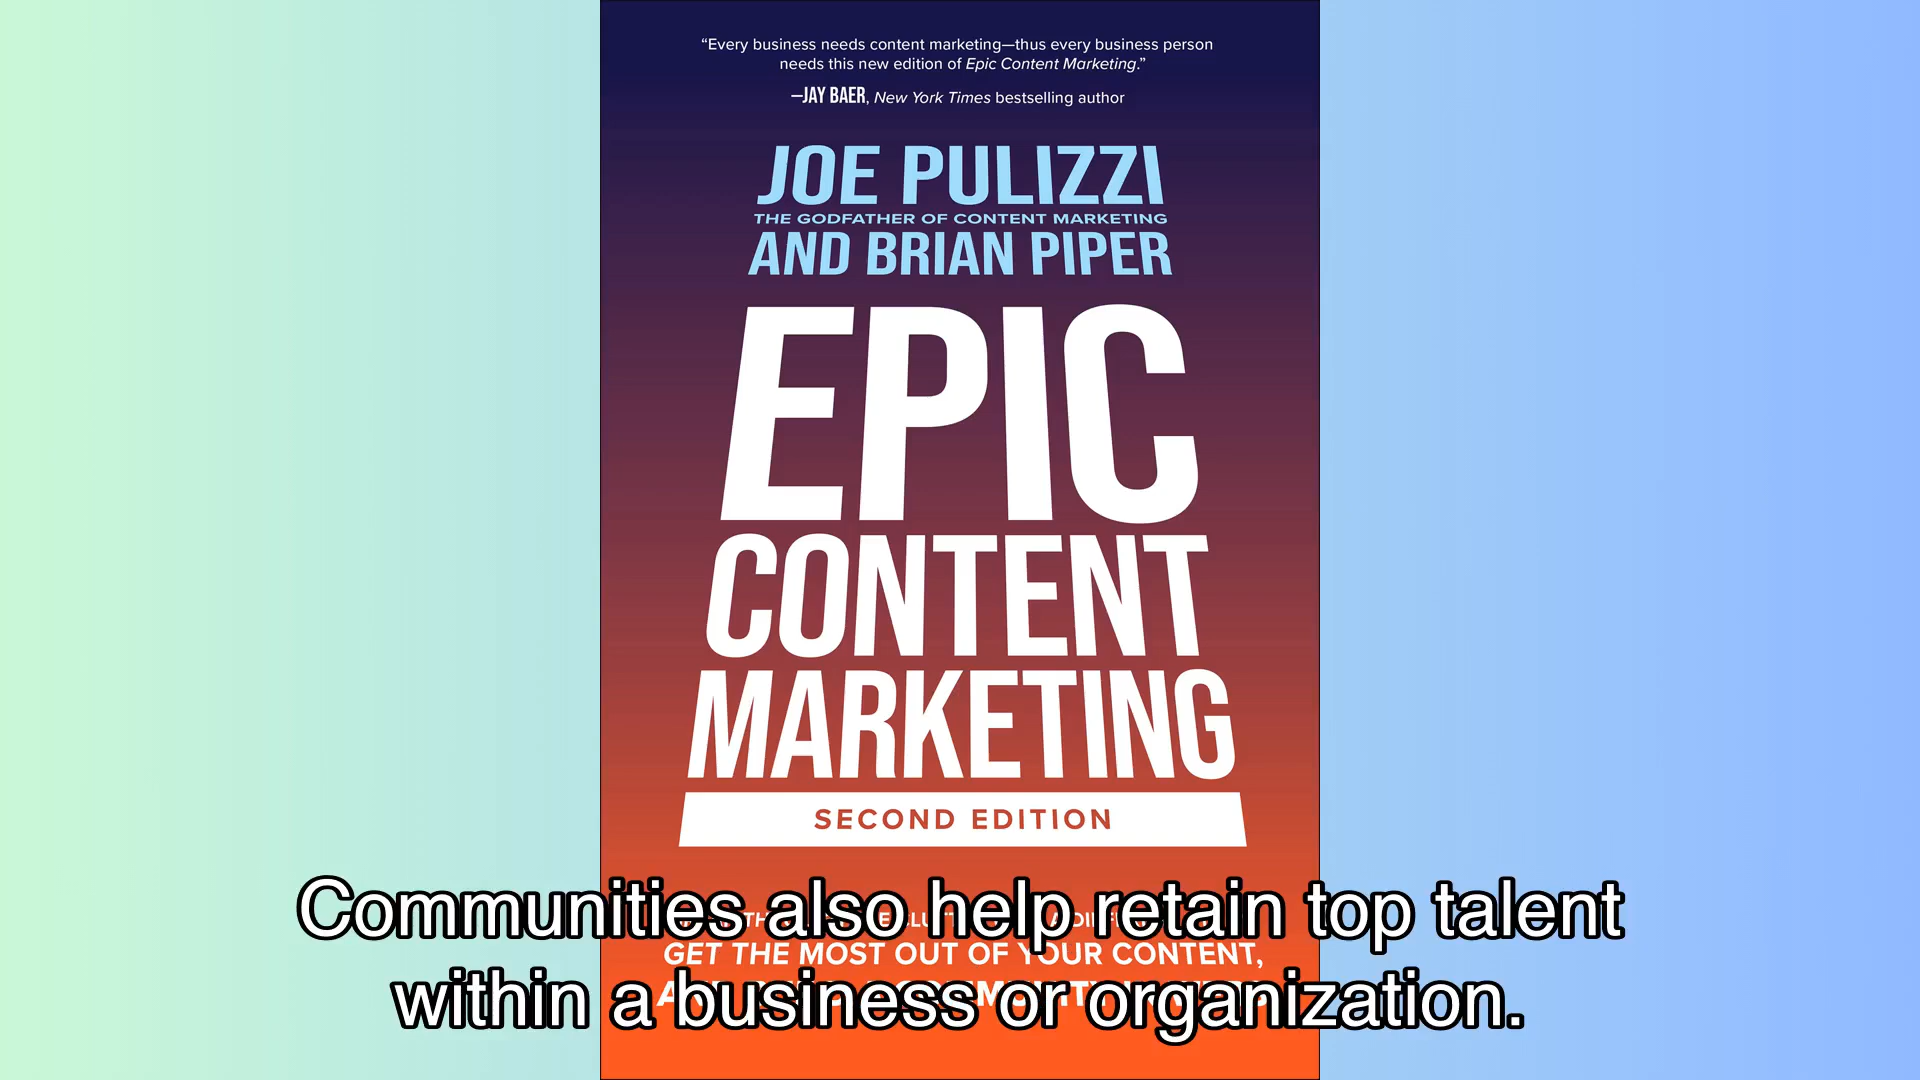 “Every business needs content marketing—thus every business person
needs this new edition of Epic Content Marketing.”
—JAY BAER, New York Times bestselling author
JOE PULIZZI
THE GODFATHER OF CONTENT MARKETING
AND BRIAN PIPER
EPIC
CONTENT
MARKETING
SECOND EDITION
GET THE MOST OUT OF YOUR CONTENT,
Communities also help retain top talent
within a business or organization.